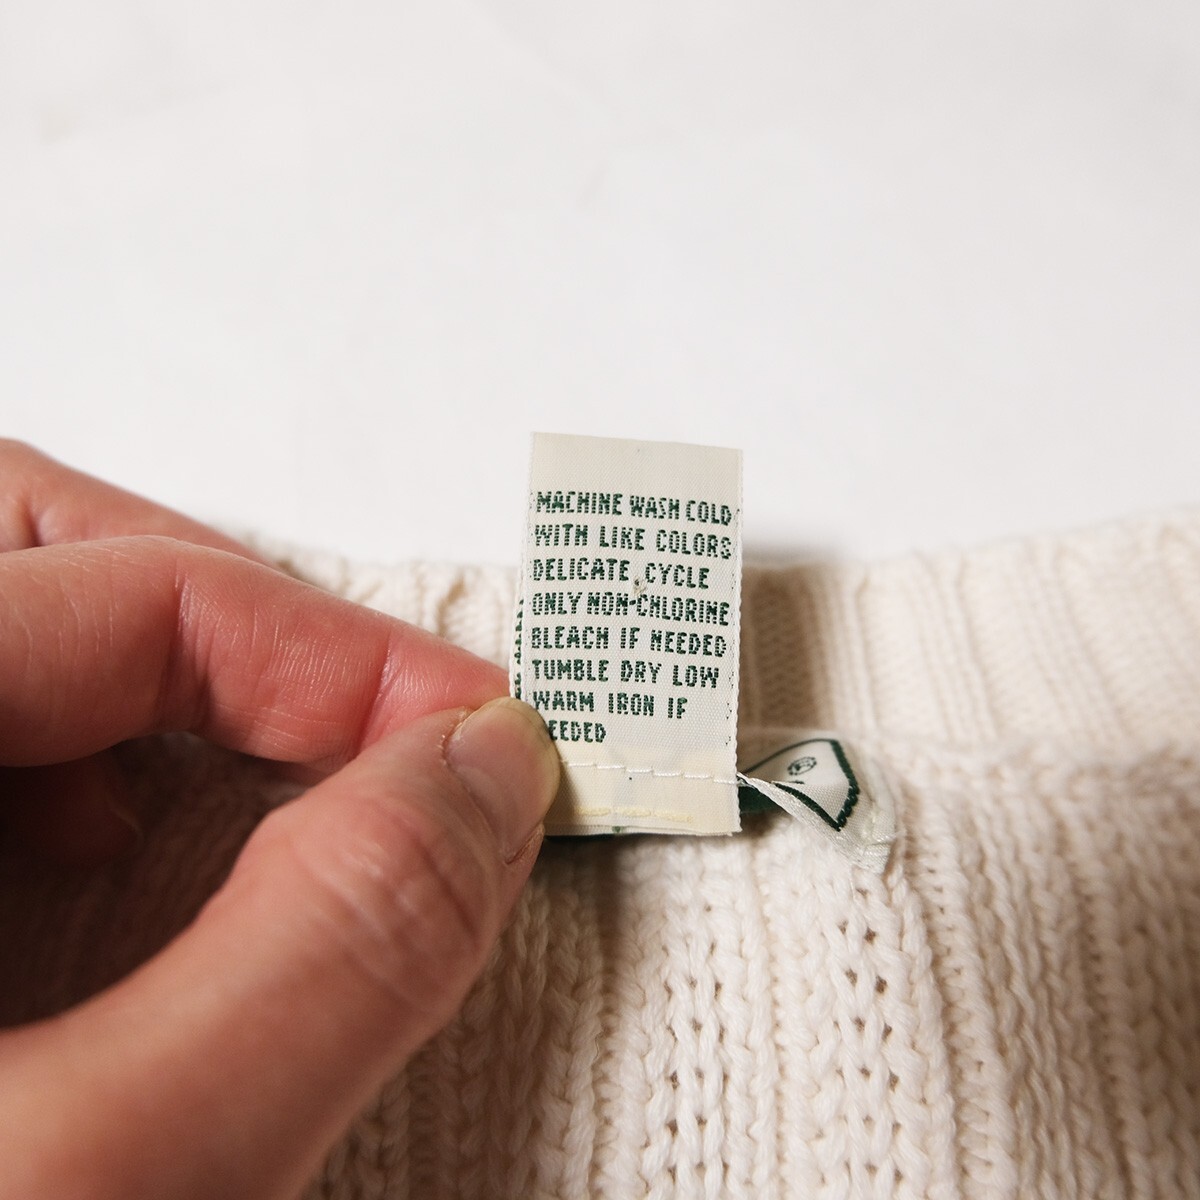 MACHINE WASH COLD
WITH LIKE COLORS
DELICATE CYCLE
ONLY NON-CHLORINE
BLEACH IF NEEDED
TUMBLE DRY LOW
WARM IRON IF
EEDED